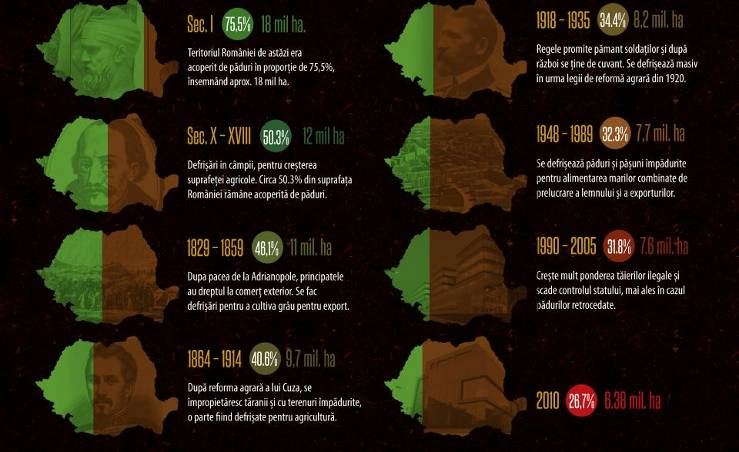 Sec. I 75,5% 18 mil ha.
Teritoriul României de astăzi era
acoperit de păduri în proporție de 75,5%,
însemnând aprox. 18 mil ha.
Sec. X - XVIII 50.3% 12 mil ha
Defrișări în câmpii, pentru creșterea
suprafeței agricole. Circa 50.3% din suprafața
României rămâne acoperită de păduri.
1829 - 1859 46,1% 11 mil. ha
Dupa pacea de la Adrianopole, principatele
au dreptul la comerț exterior. Se fac
defrișări pentru a cultiva grâu pentru export.
1864 - 1914 40.6% 9,7 mil. ha
După reforma agrară a lui Cuza, se
împropietăresc țăranii și cu terenuri împădurite,
o parte fiind defrișate pentru agricultură.
1918 - 1935 34.4% 8,2 mil. ha
Regele promite pământ soldaților și după
război se ține de cuvant. Se defrișează masiv
în urma legii de reformă agrară din 1920.
1948 - 1989 32.3% 7,7 mil. ha
Se defrișează păduri și pășuni împădurite
pentru alimentarea marilor combinate de
prelucrare a lemnului și a exporturilor.
1990 - 2005 31.8% 7.6 mil. ha
Crește mult ponderea tăierilor ilegale și
scade controlul statului, mai ales în cazul
pădurilor retrocedate.
2010 26.7% 6.38 mil. ha